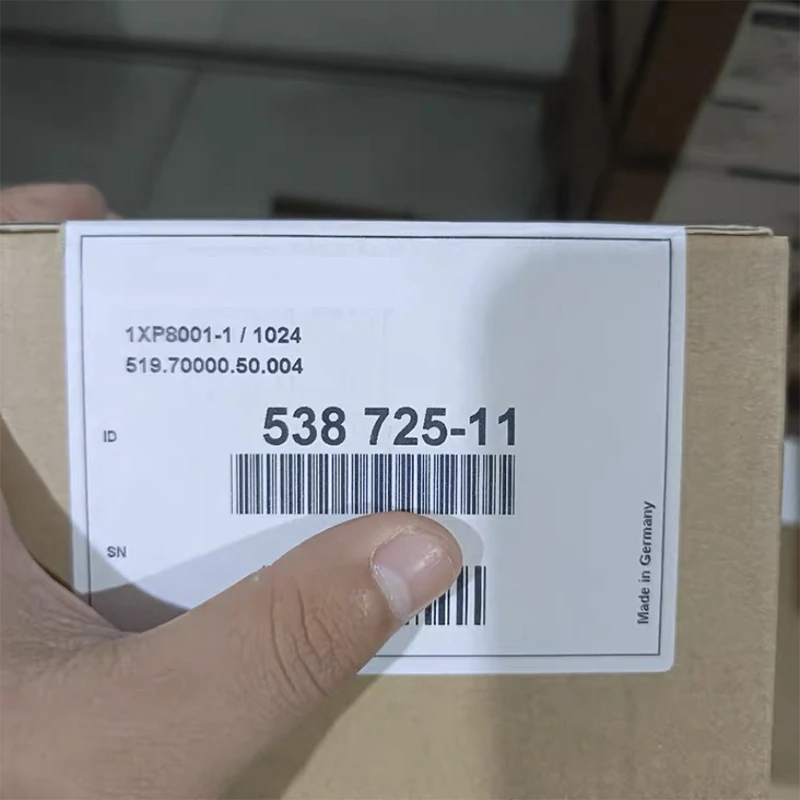 1XP8001-1 / 1024
519.70000.50.004
ID
538 725-11
SN
Made in Germany